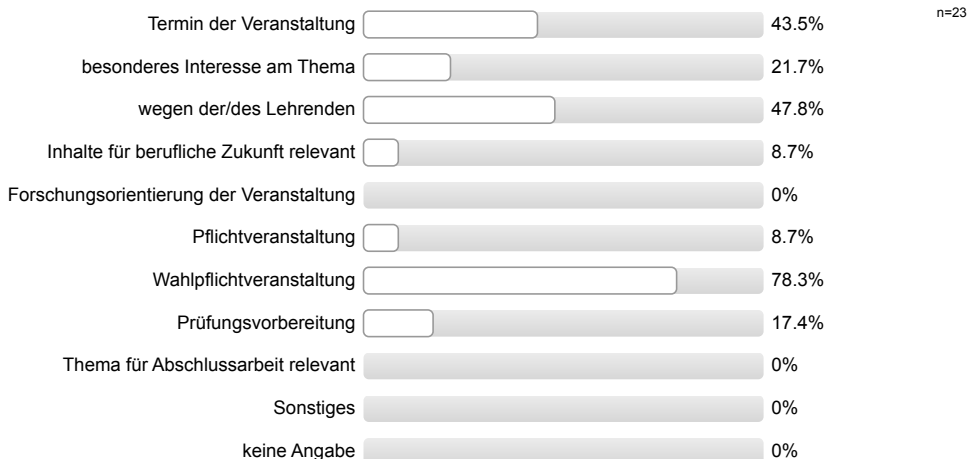 n=23
Termin der Veranstaltung 43.5%
besonderes Interesse am Thema 21.7%
wegen der/des Lehrenden 47.8%
Inhalte für berufliche Zukunft relevant 8.7%
Forschungsorientierung der Veranstaltung 0%
Pflichtveranstaltung 8.7%
Wahlpflichtveranstaltung 78.3%
Prüfungsvorbereitung 17.4%
Thema für Abschlussarbeit relevant 0%
Sonstiges 0%
keine Angabe 0%